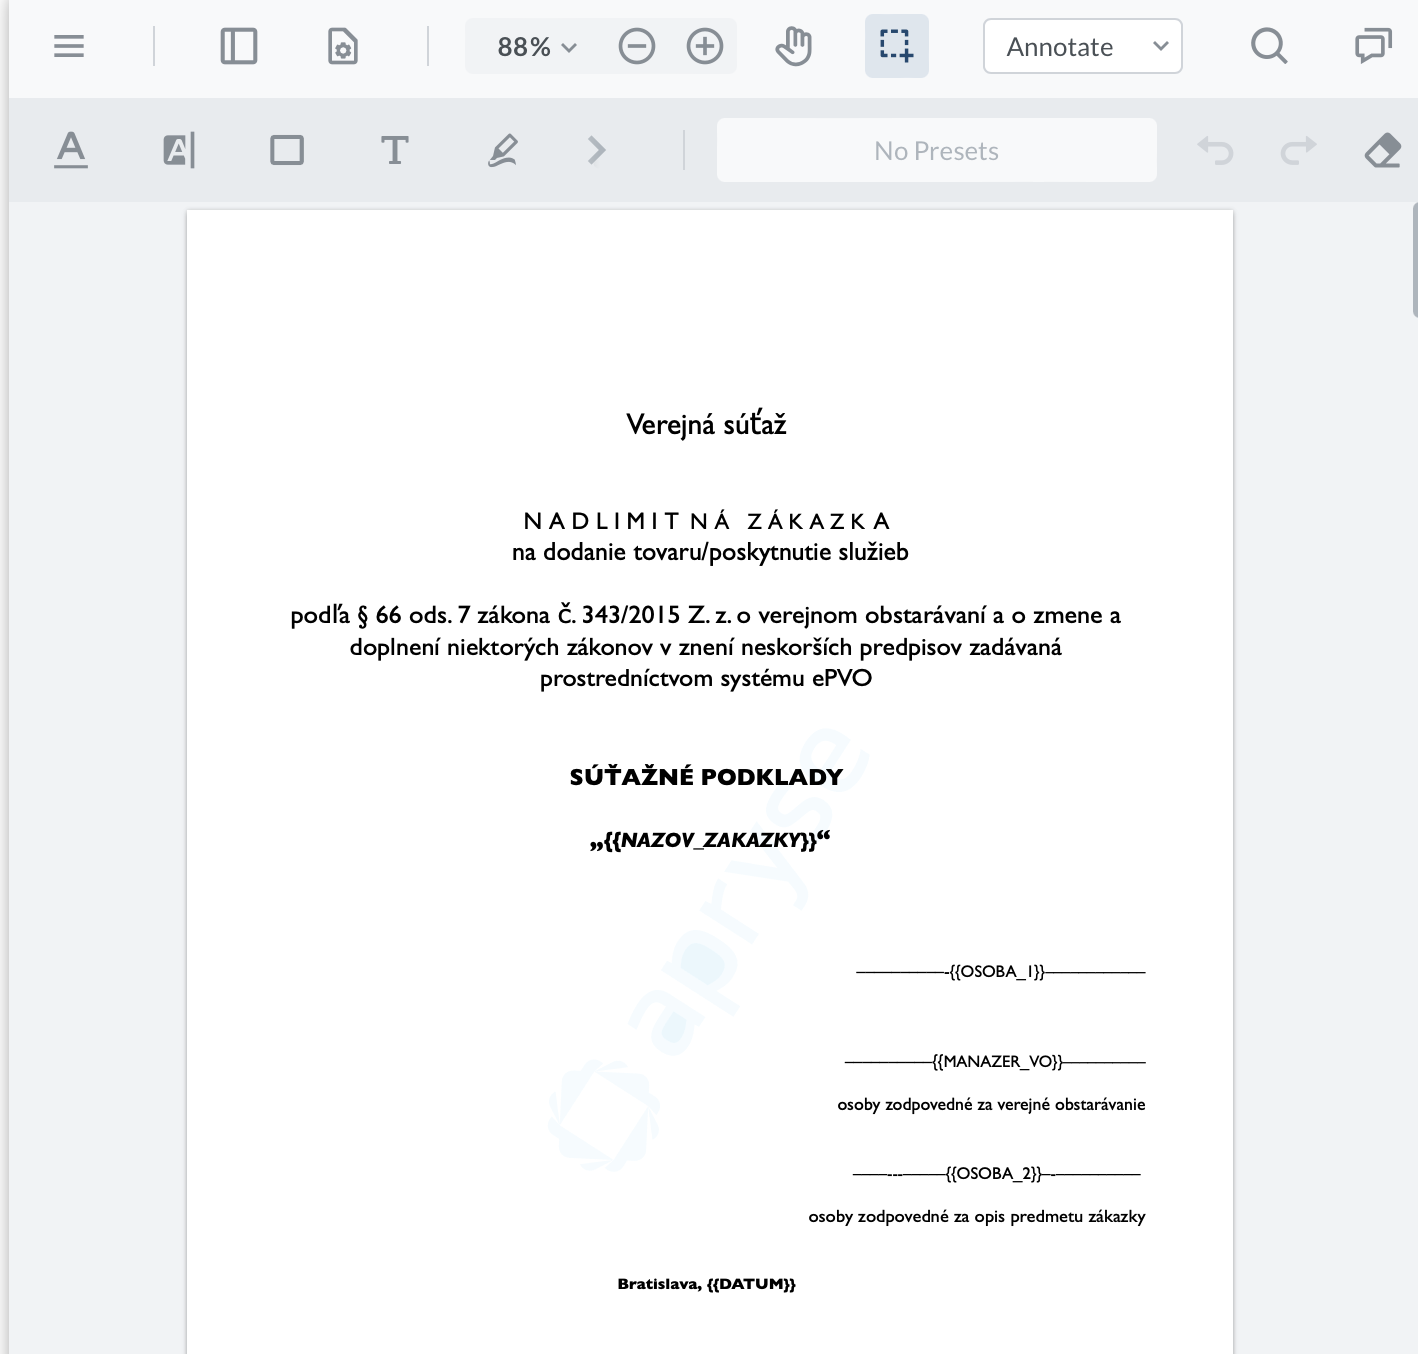 88%
Annotate
A
A
T
No Presets
Verejná súťaž
NADLIMITNÁ ZÁKAZKA
na dodanie tovaru/poskytnutie služieb
podľa § 66 ods. 7 zákona č. 343/2015 Z. z. o verejnom obstarávaní a o zmene a
doplnení niektorých zákonov v znení neskorších predpisov zadávaná
prostredníctvom systému ePVO
SÚŤAŽNÉ PODKLADY
„{{NAZOV_ZAKAZKY}}“
apryse
——————-{{OSOBA_1}}———————
——————{{MANAZER_VO}}——————
osoby zodpovedné za verejné obstarávanie
———---———{{OSOBA_2}}—-——————
osoby zodpovedné za opis predmetu zákazky
Bratislava, {{DATUM}}